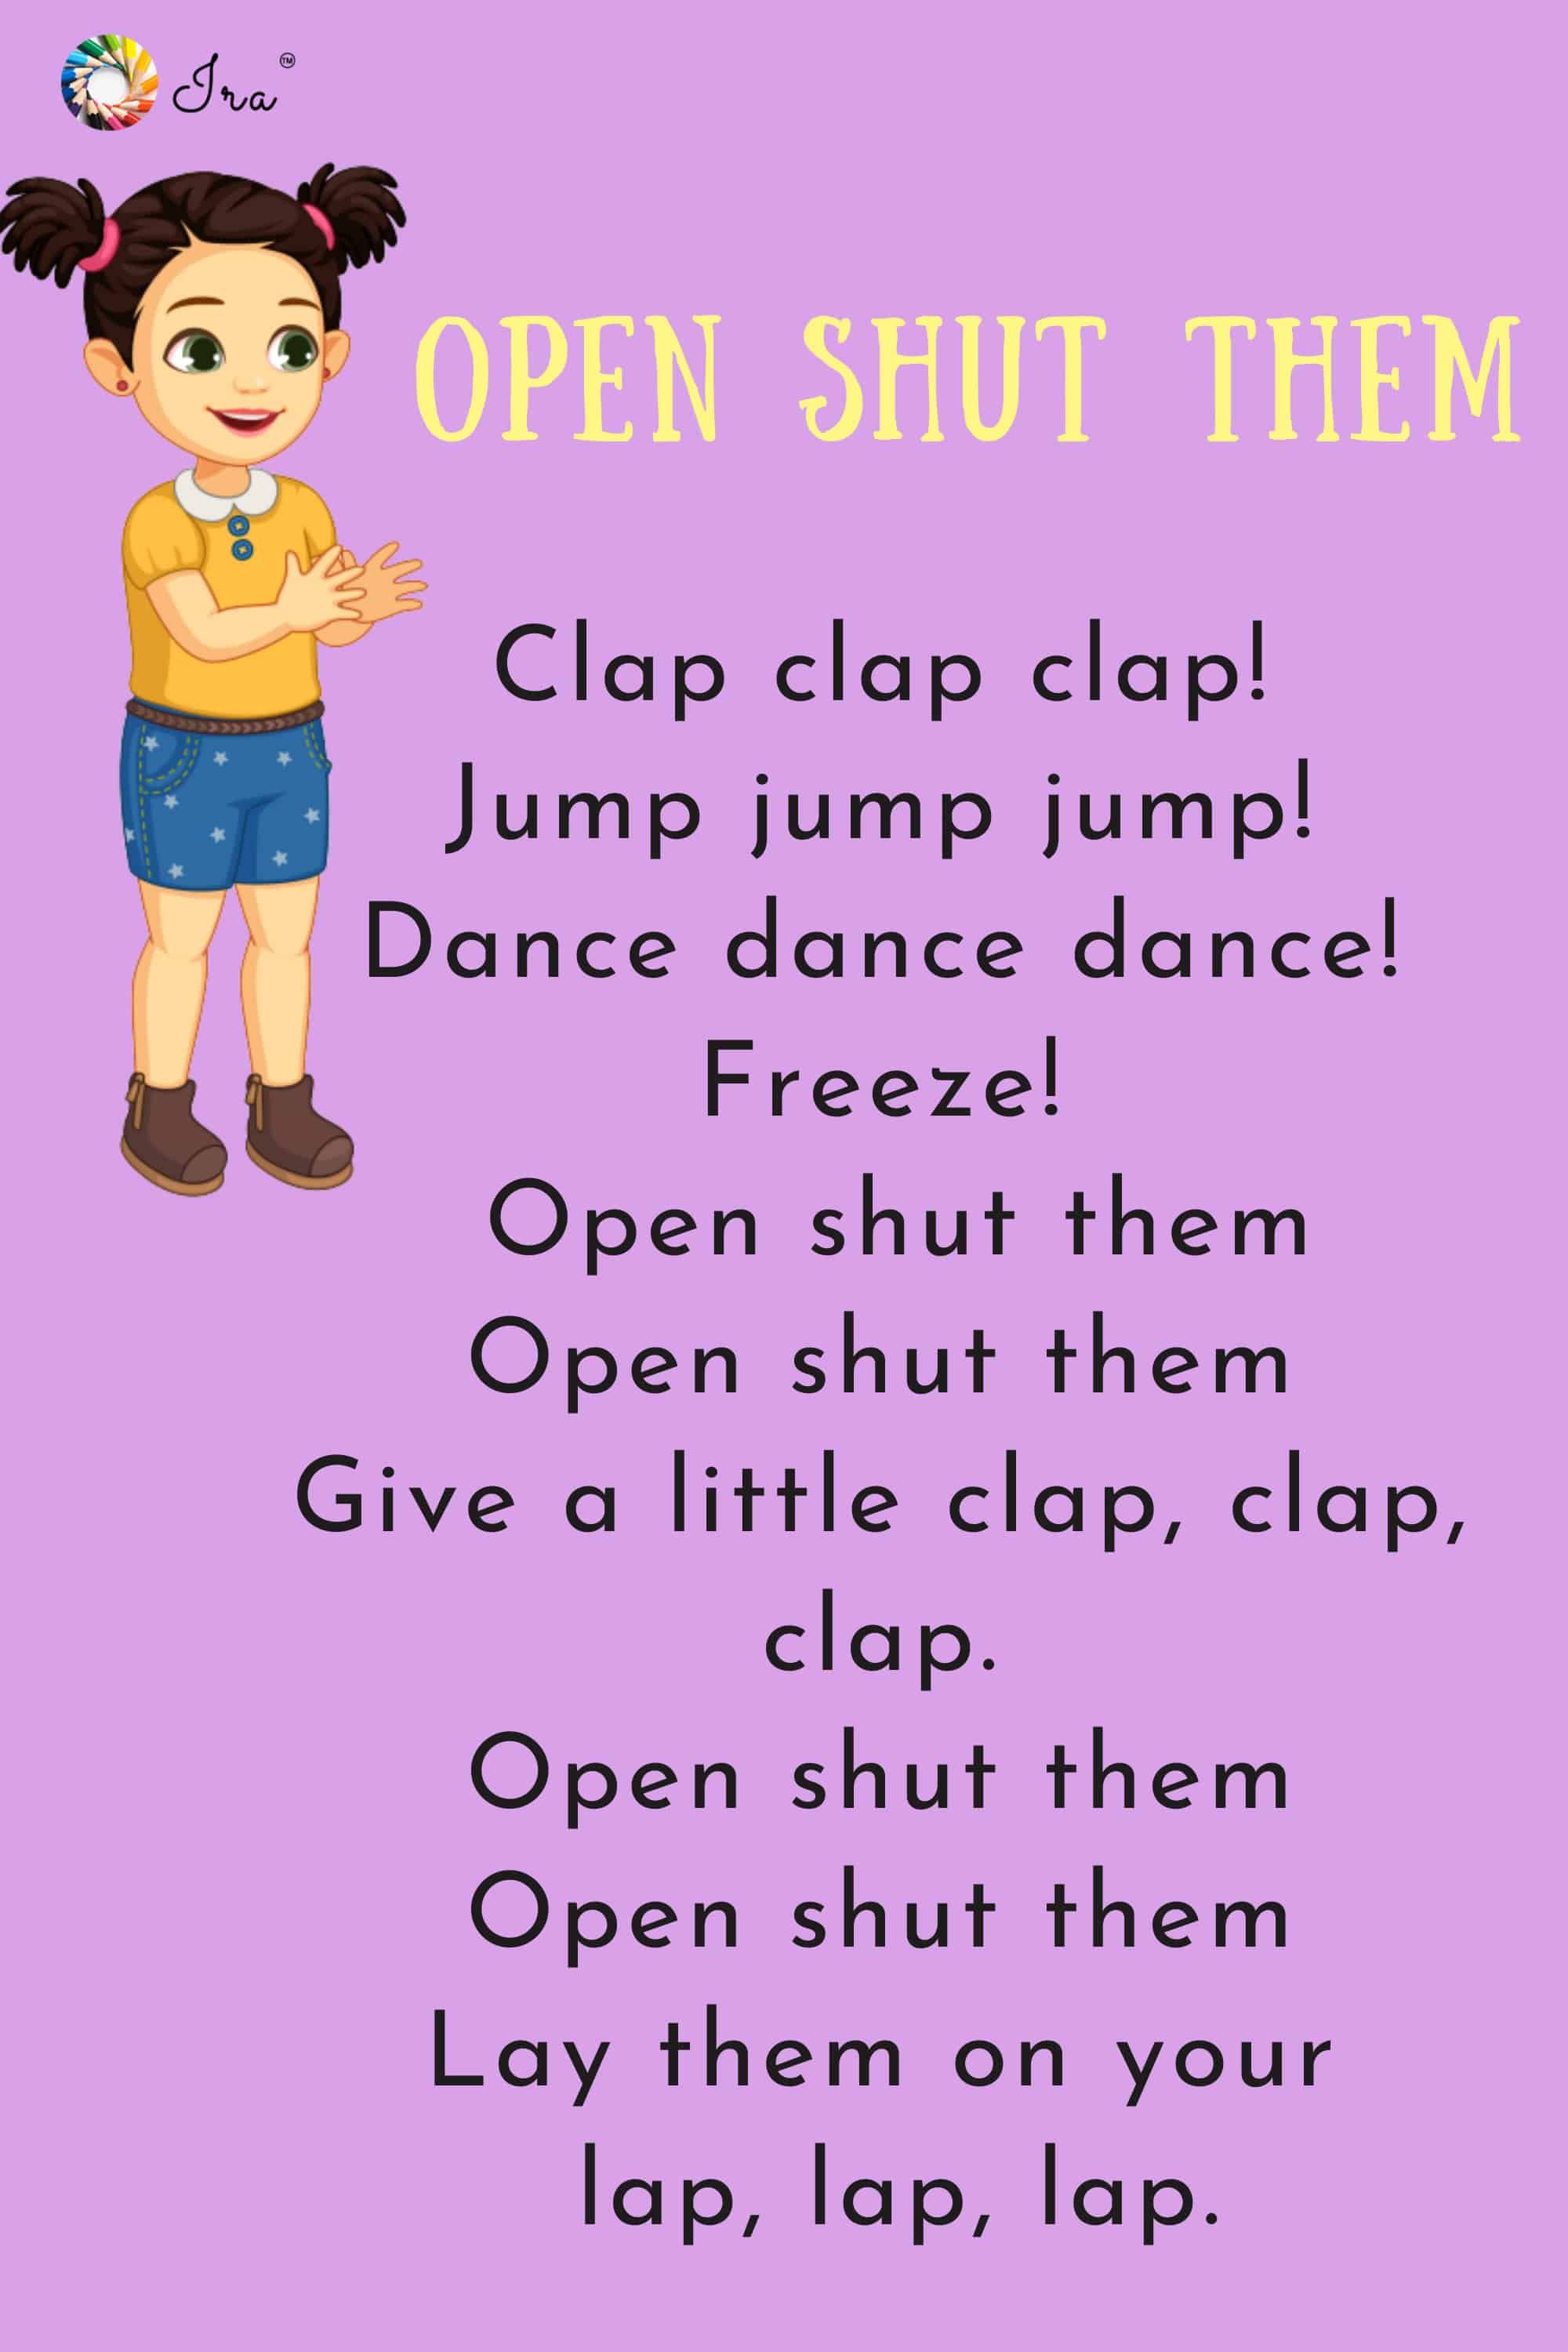 Ira™
OPEN SHUT THEM
Clap clap clap!
Jump jump jump!
Dance dance dance!
Freeze!
Open shut them
Open shut them
Give a little clap, clap,
clap.
Open shut them
Open shut them
Lay them on your
lap, lap, lap.